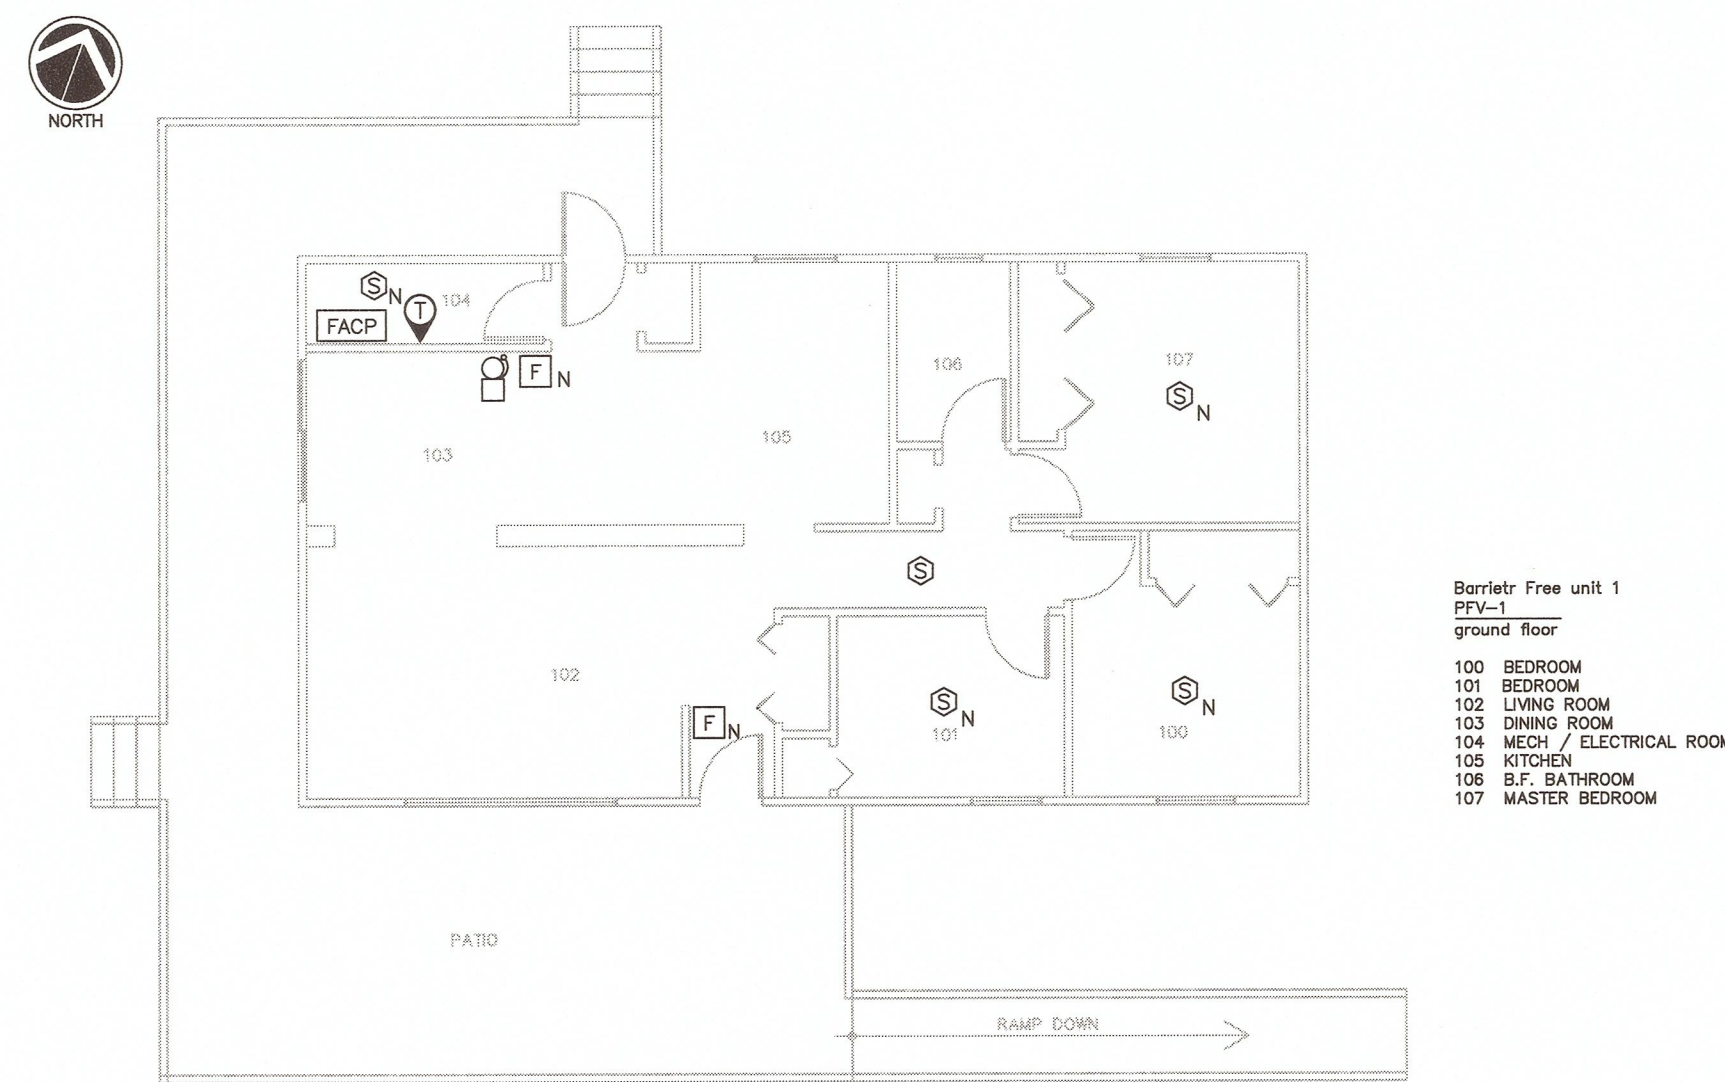 NORTH
S N
104
T
FACP
F N
103
105
106
107
S N
S
102
F N
S N
101
S N
100
PATIO
RAMP DOWN
Barrietr Free unit 1
PFV-1
ground floor
100 BEDROOM
101 BEDROOM
102 LIVING ROOM
103 DINING ROOM
104 MECH / ELECTRICAL ROOM
105 KITCHEN
106 B.F. BATHROOM
107 MASTER BEDROOM